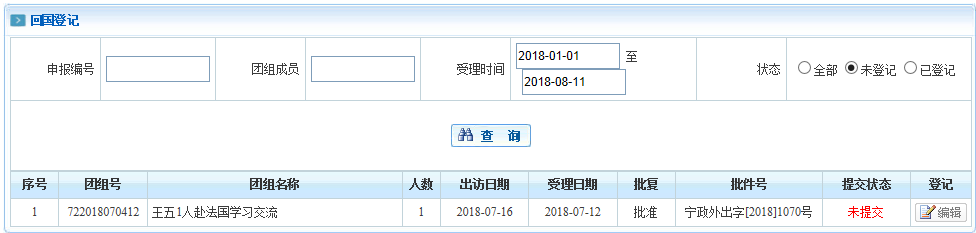 回国登记
申报编号 团组成员 受理时间 2018-01-01 至 2018-08-11 状态 全部 未登记 已登记
查 询
序号 团组号 团组名称 人数 出访日期 受理日期 批复 批件号 提交状态 登记
1 722018070412 王五1人赴法国学习交流 1 2018-07-16 2018-07-12 批准 宁政外出字[2018]1070号 未提交 编辑